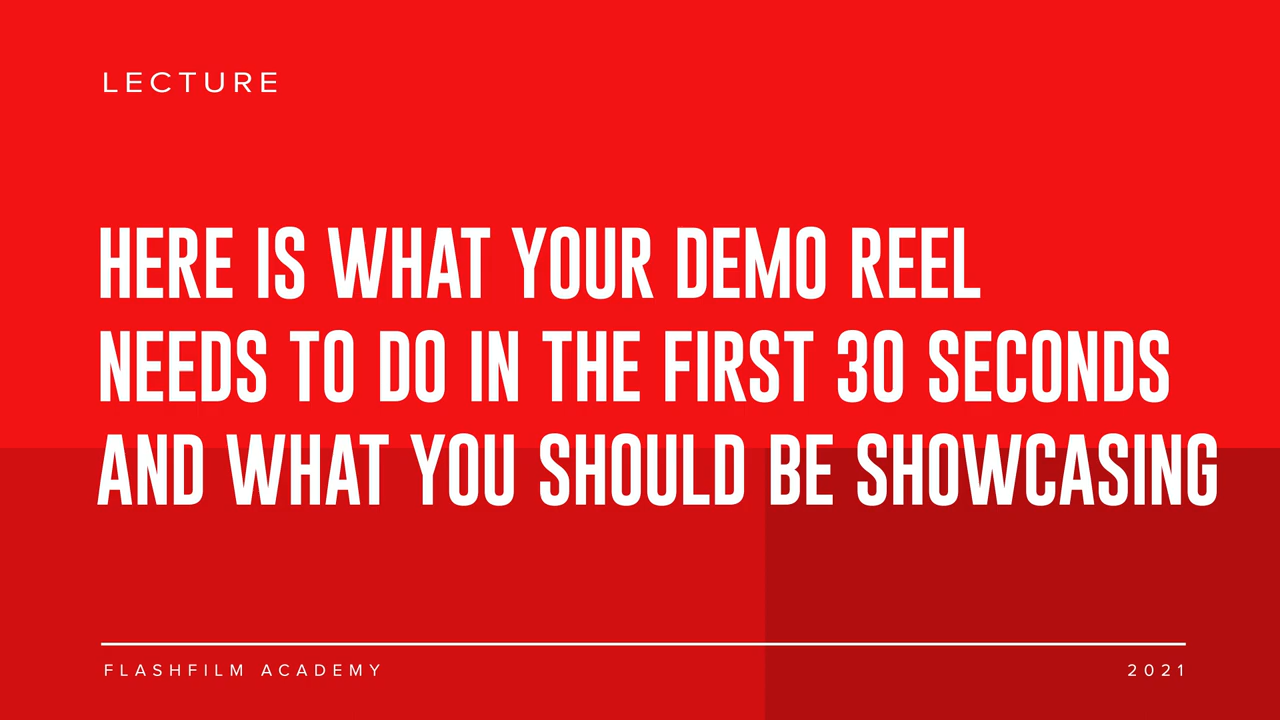 LECTURE
HERE IS WHAT YOUR DEMO REEL
NEEDS TO DO IN THE FIRST 30 SECONDS
AND WHAT YOU SHOULD BE SHOWCASING
FLASHFILM ACADEMY
2021